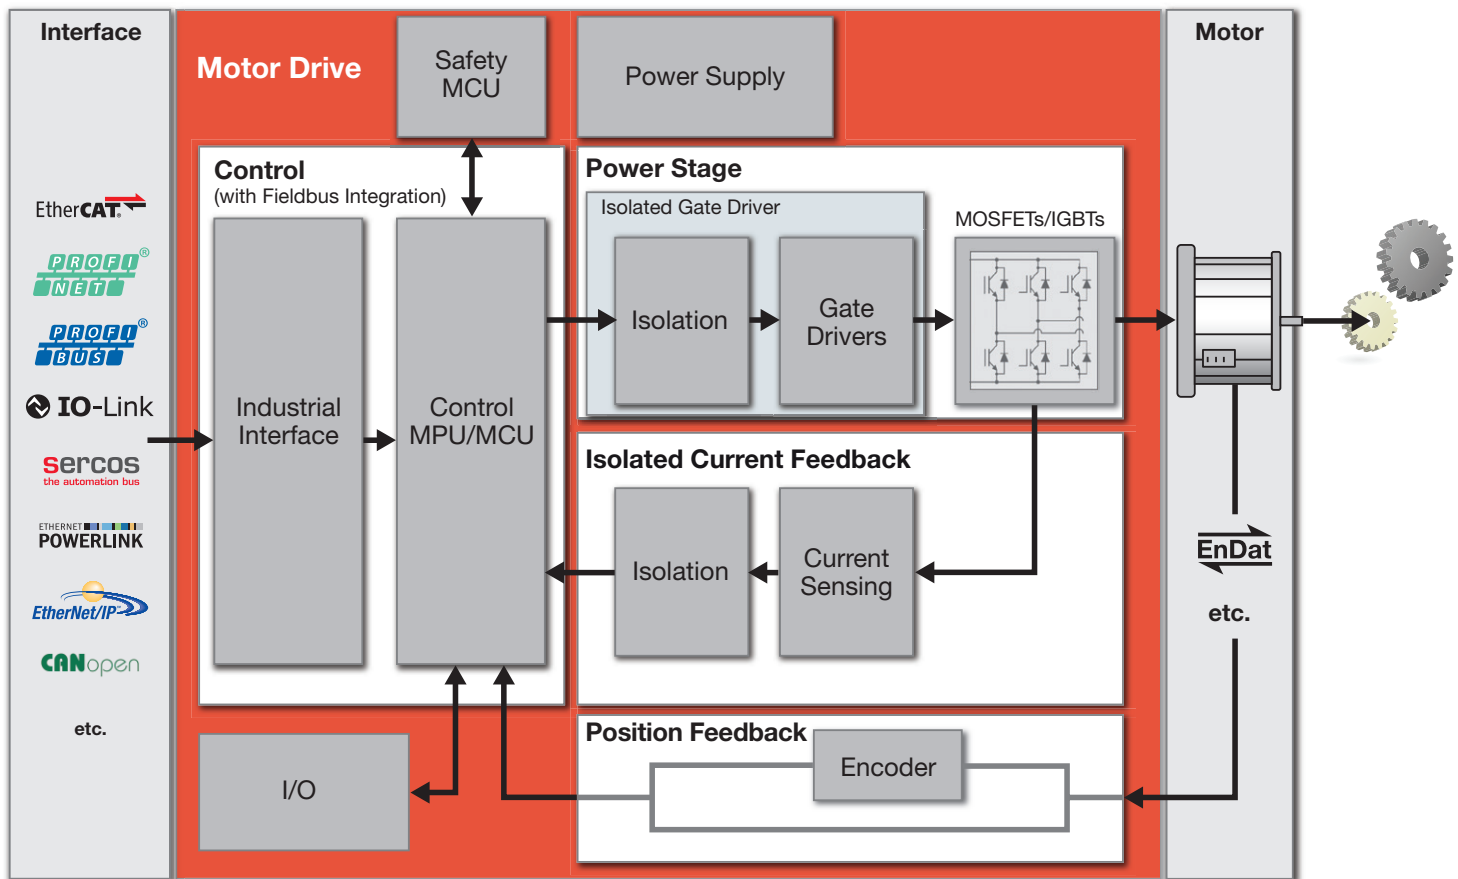 Interface
EtherCAT®
PROFI®
NET
PROFI®
BUS
IO-Link
sercos
the automation bus
ETHERNET
POWERLINK
EtherNet/IP™
CANopen
etc.
Motor Drive
Safety
MCU
Power Supply
Control
(with Fieldbus Integration)
Industrial
Interface
Control
MPU/MCU
I/O
Power Stage
Isolated Gate Driver
Isolation
Gate
Drivers
MOSFETs/IGBTs
Isolated Current Feedback
Isolation
Current
Sensing
Position Feedback
Encoder
Motor
EnDat
etc.